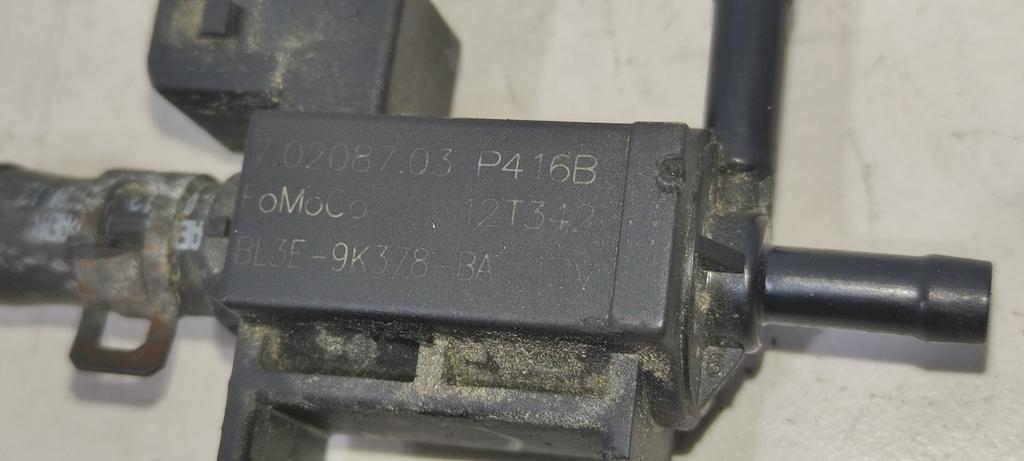 7.02087.03 P416B
FoMoCo 12T342
BL3E-9K378-BA 12V